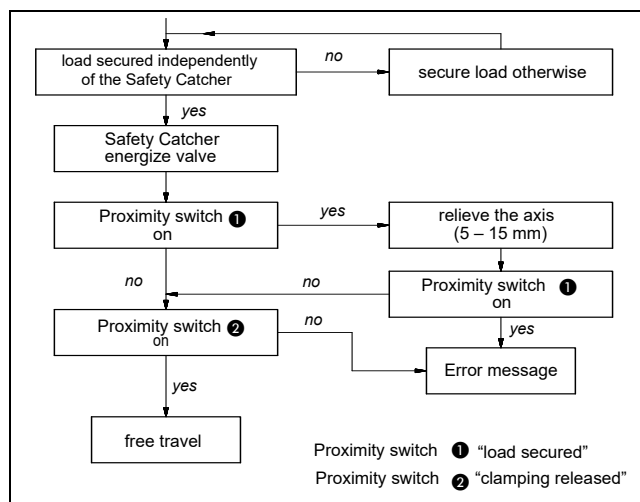 load secured independently
of the Safety Catcher
no
secure load otherwise
yes
Safety Catcher
energize valve
Proximity switch ❶
on
yes
relieve the axis
(5 – 15 mm)
no
no
Proximity switch ❶
on
Proximity switch ❷
on
no
yes
yes
Error message
free travel
Proximity switch ❶ “load secured”
Proximity switch ❷ “clamping released”